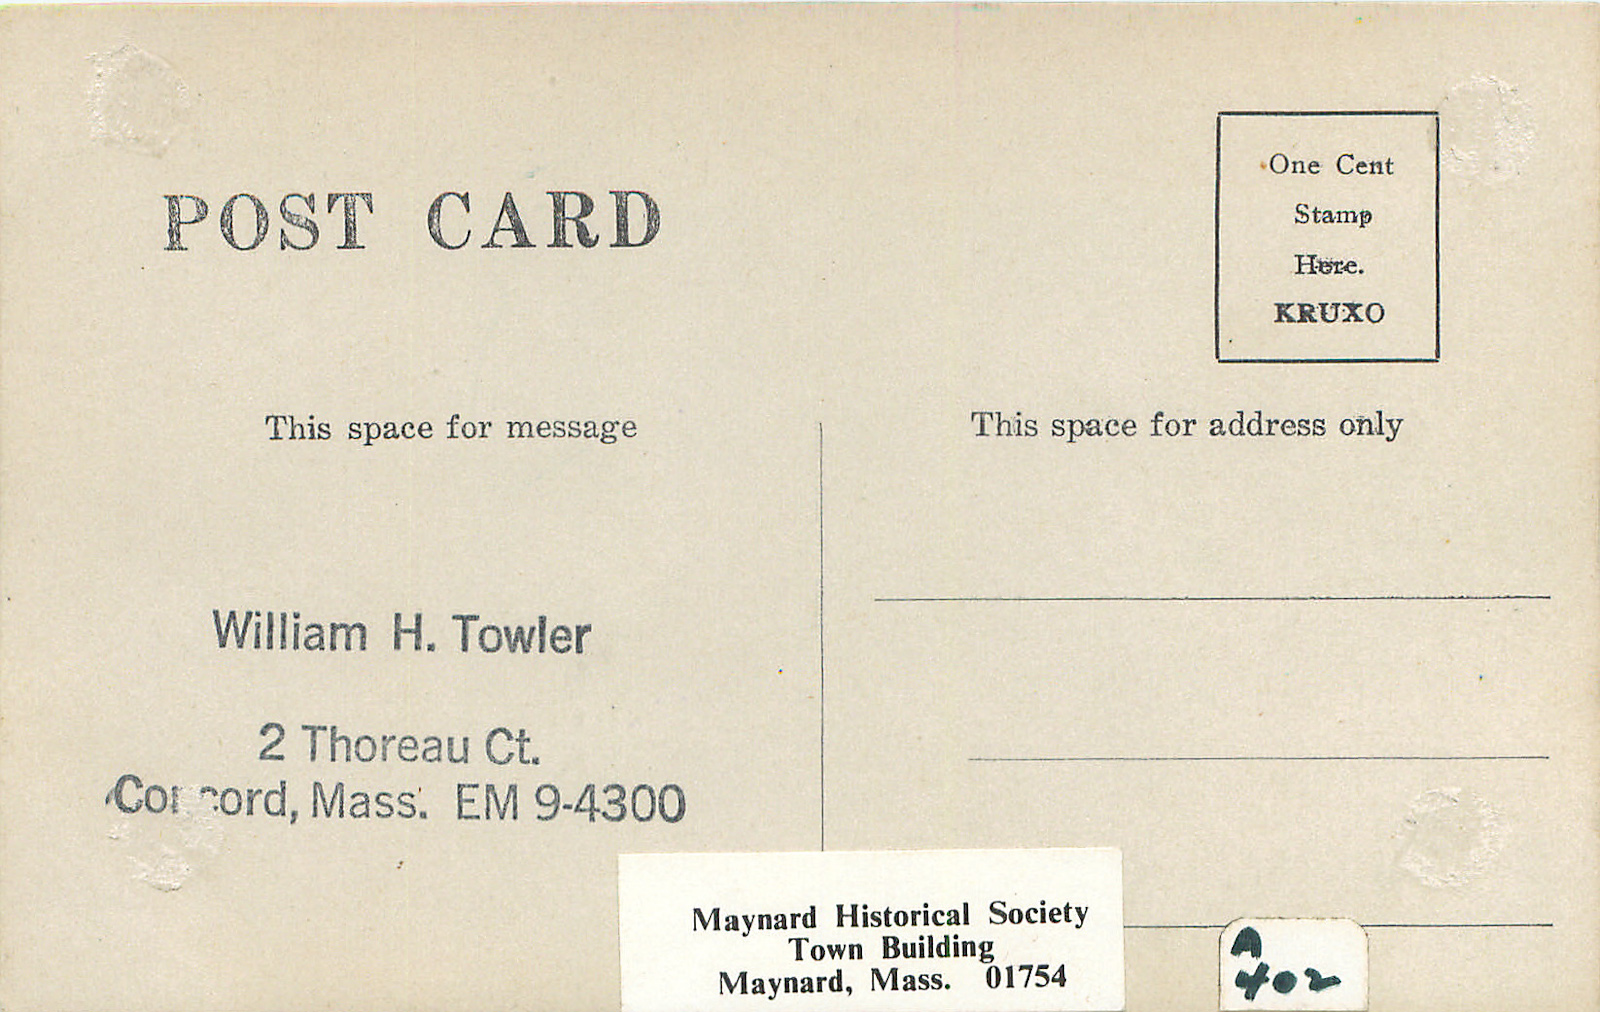 POST CARD
One Cent
Stamp
Here.
KRUXO
This space for message
This space for address only
William H. Towler
2 Thoreau Ct.
Concord, Mass. EM 9-4300
Maynard Historical Society
Town Building
Maynard, Mass. 01754
A
402